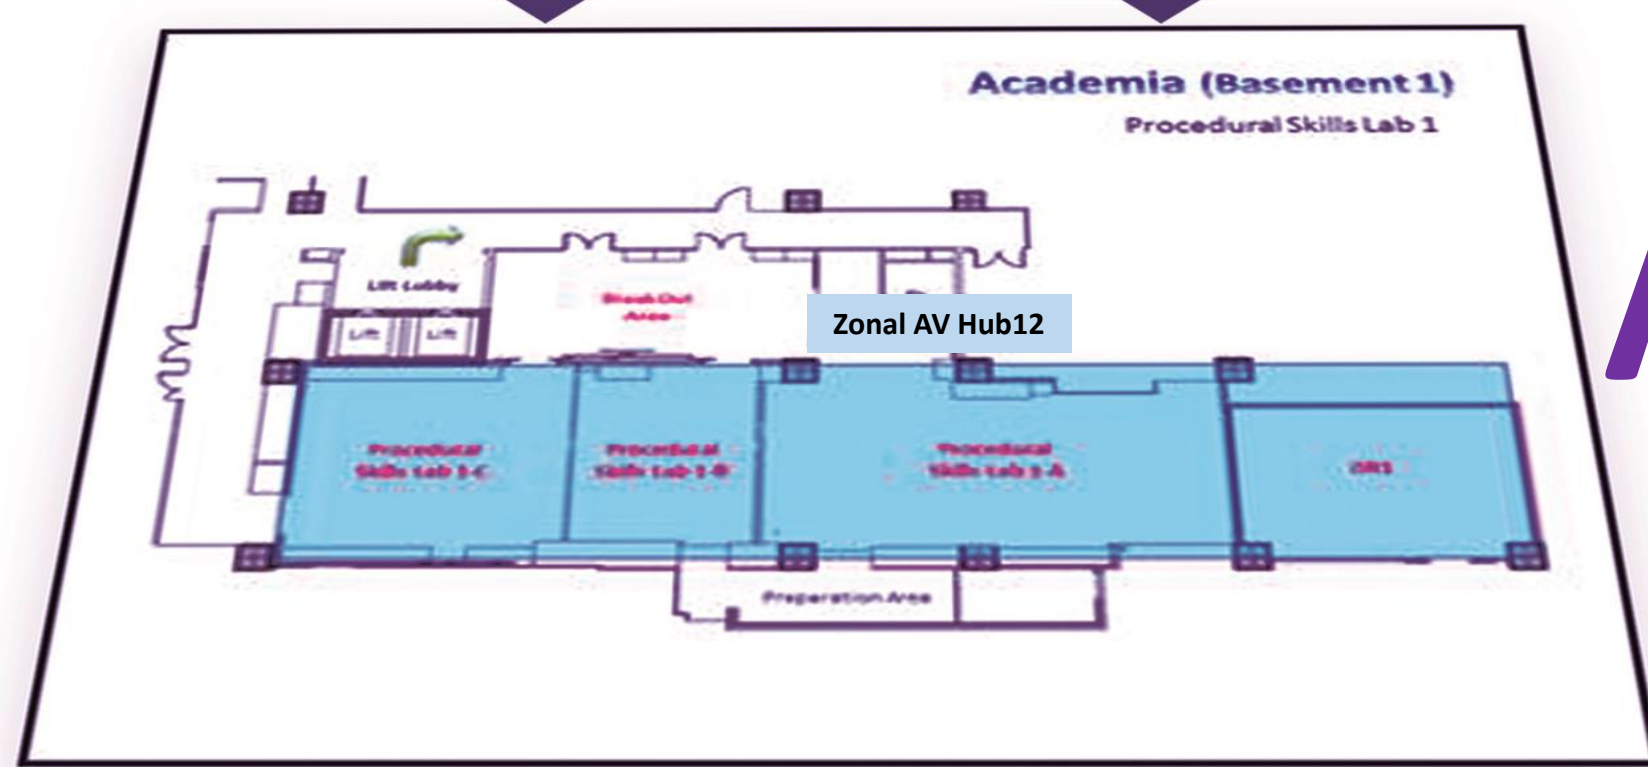 Academia (Basement 1)
Procedural Skills Lab 1
Lift Lobby
Break Out
Area
Lift
Lift
Zonal AV Hub12
Procedural
Skills Lab 1-C
Procedural
Skills Lab 1-B
Procedural
Skills Lab 1-A
Preparation Area